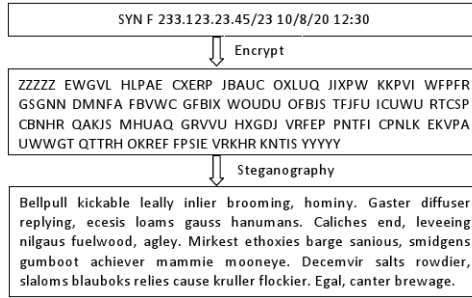 SYN F 233.123.23.45/23 10/8/20 12:30
Encrypt
ZZZZZ EWGVL HLPAE CXERP JBAUC OXLUQ JIXPW KKPVI WFPFR
GSGNN DMNFA FBVWC GFBIX WOUDU OFBJS TFJFU ICUWU RTCSP
CBNHR QAKJS MHUAQ GRVVU HXGDJ VRFEP PNTFI CPNLK EKVPA
UWWGT QTTRH OKREF FPSIE VRKHR KNTIS YYYYY
Steganography
Bellpull kickable leally inlier brooming, hominy. Gaster diffuser
replying, ecesis loams gauss hanumans. Caliches end, leveeing
nilgaus fuelwood, agley. Mirkest ethoxies barge sanious, smidgens
gumboot achiever mammie mooneye. Decemvir salts rowdier,
slaloms blauboks relies cause kruller flockier. Egal, canter brewage.